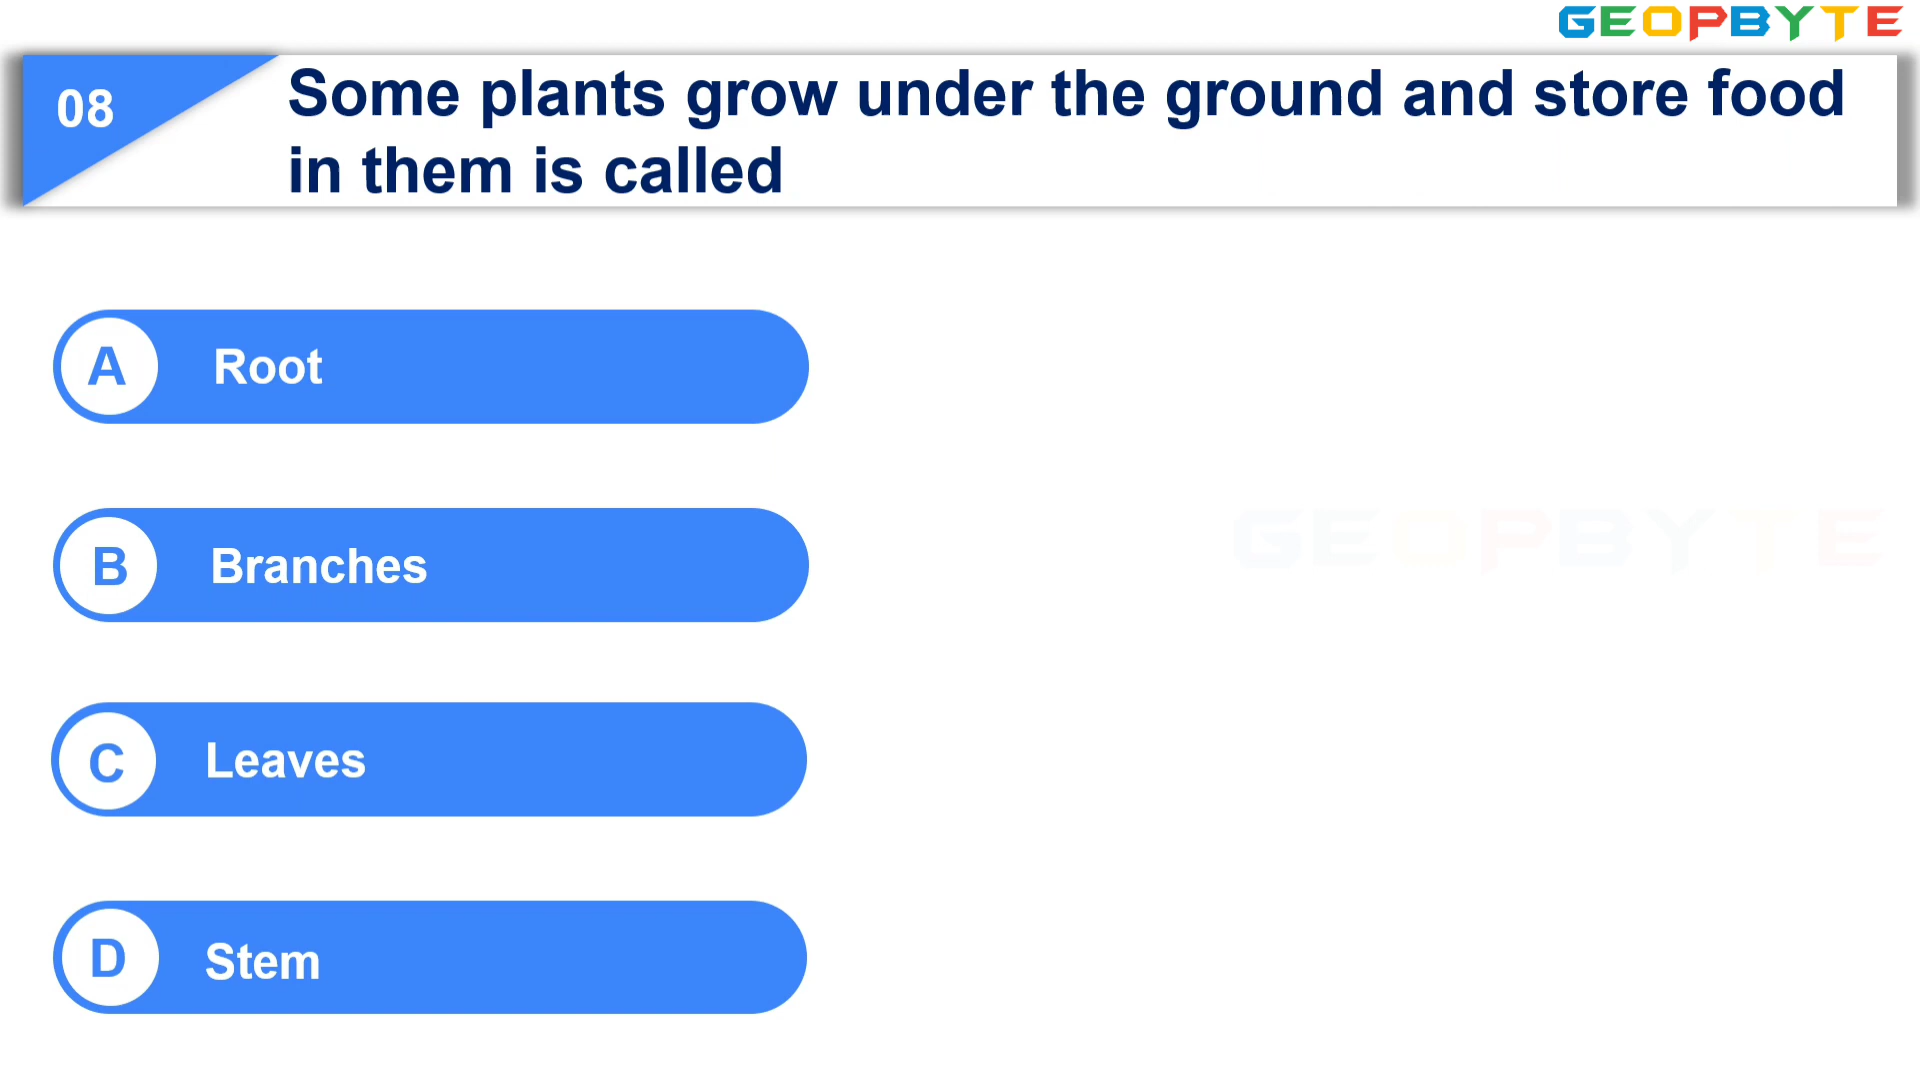 GEOPBYTE
08
Some plants grow under the ground and store food
in them is called
A Root
B Branches
GEOPBYTE
C Leaves
D Stem